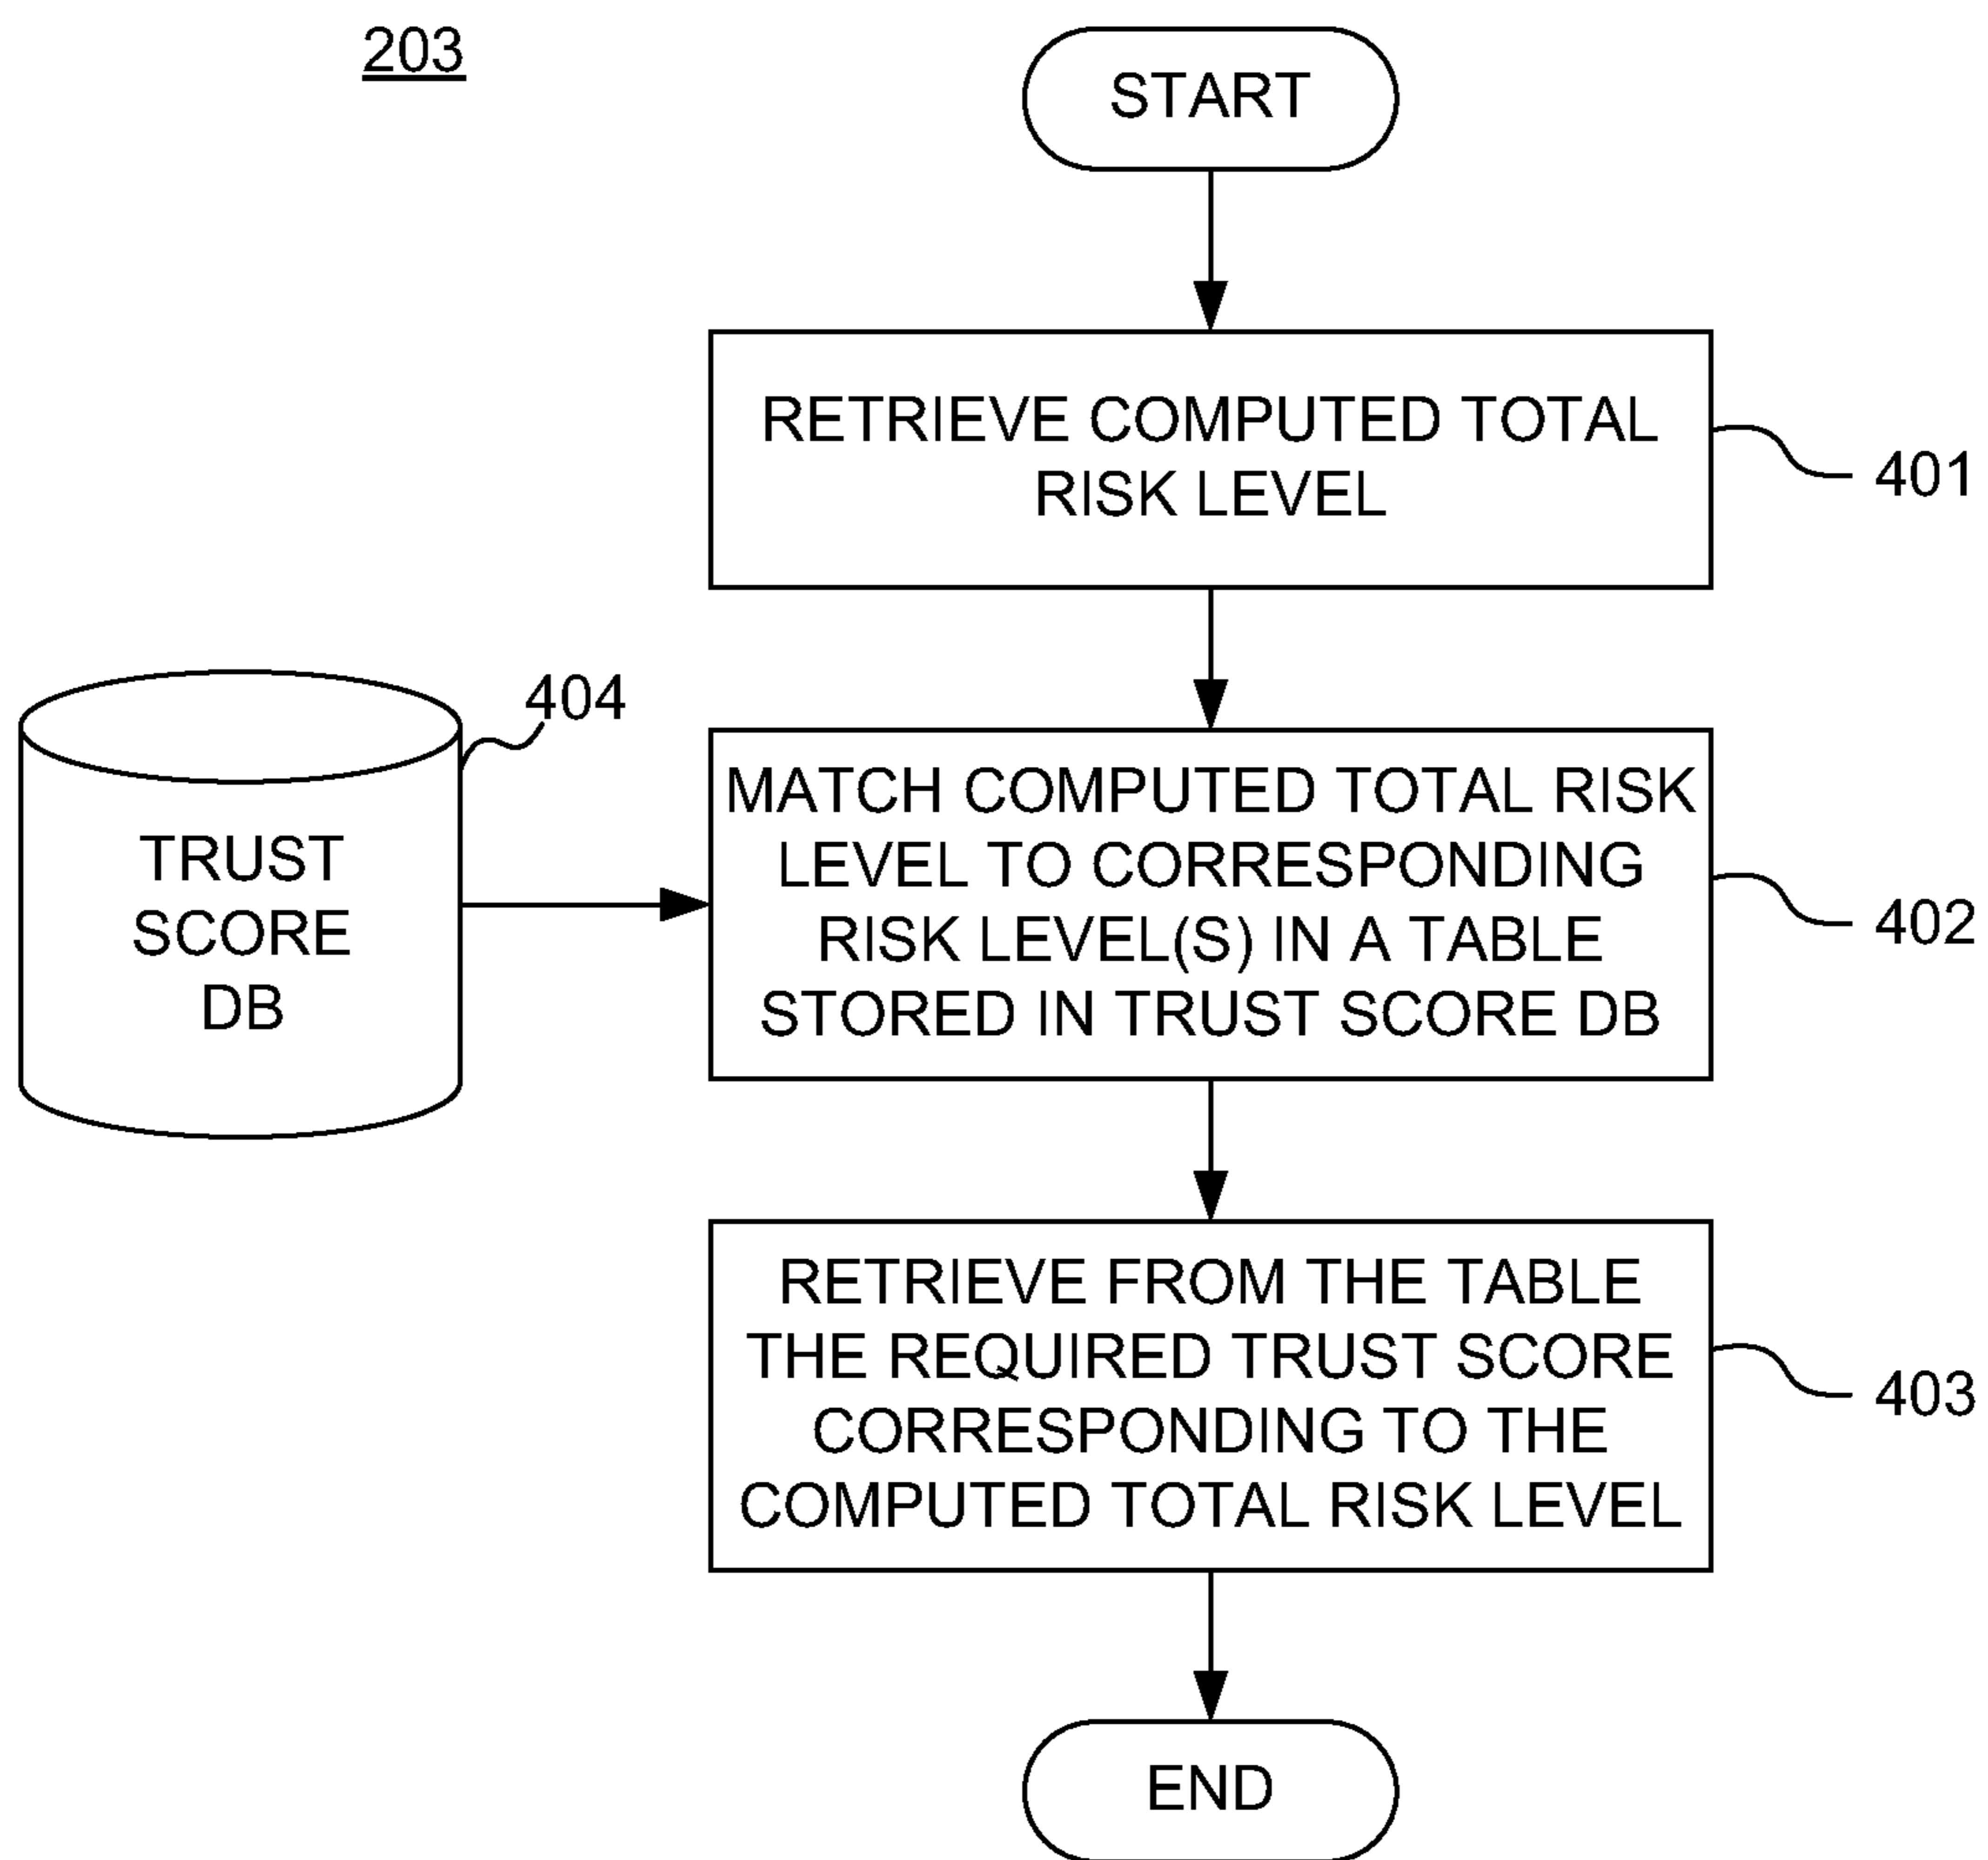 203
START
RETRIEVE COMPUTED TOTAL
RISK LEVEL
401
404
TRUST
SCORE
DB
MATCH COMPUTED TOTAL RISK
LEVEL TO CORRESPONDING
RISK LEVEL(S) IN A TABLE
STORED IN TRUST SCORE DB
402
RETRIEVE FROM THE TABLE
THE REQUIRED TRUST SCORE
CORRESPONDING TO THE
COMPUTED TOTAL RISK LEVEL
403
END